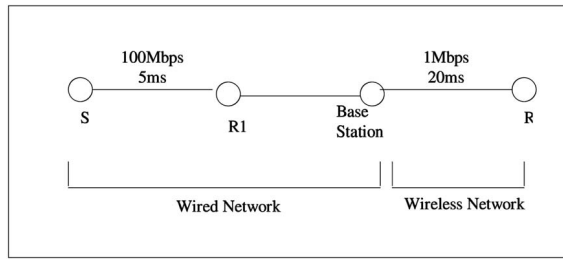 100Mbps
5ms
1Mbps
20ms
S
R1
Base
Station
R
Wired Network
Wireless Network